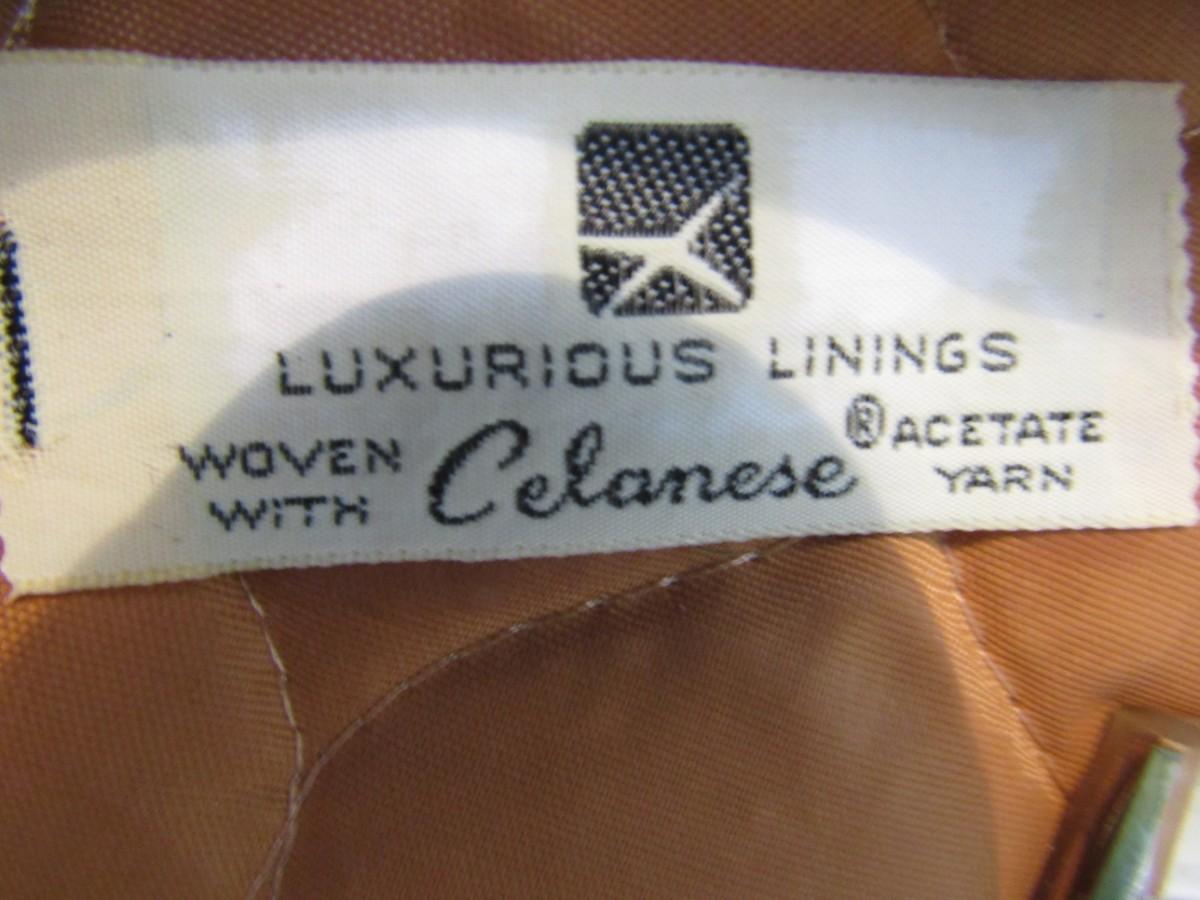 LUXURIOUS LININGS
WOVEN WITH Celanese® ACETATE YARN